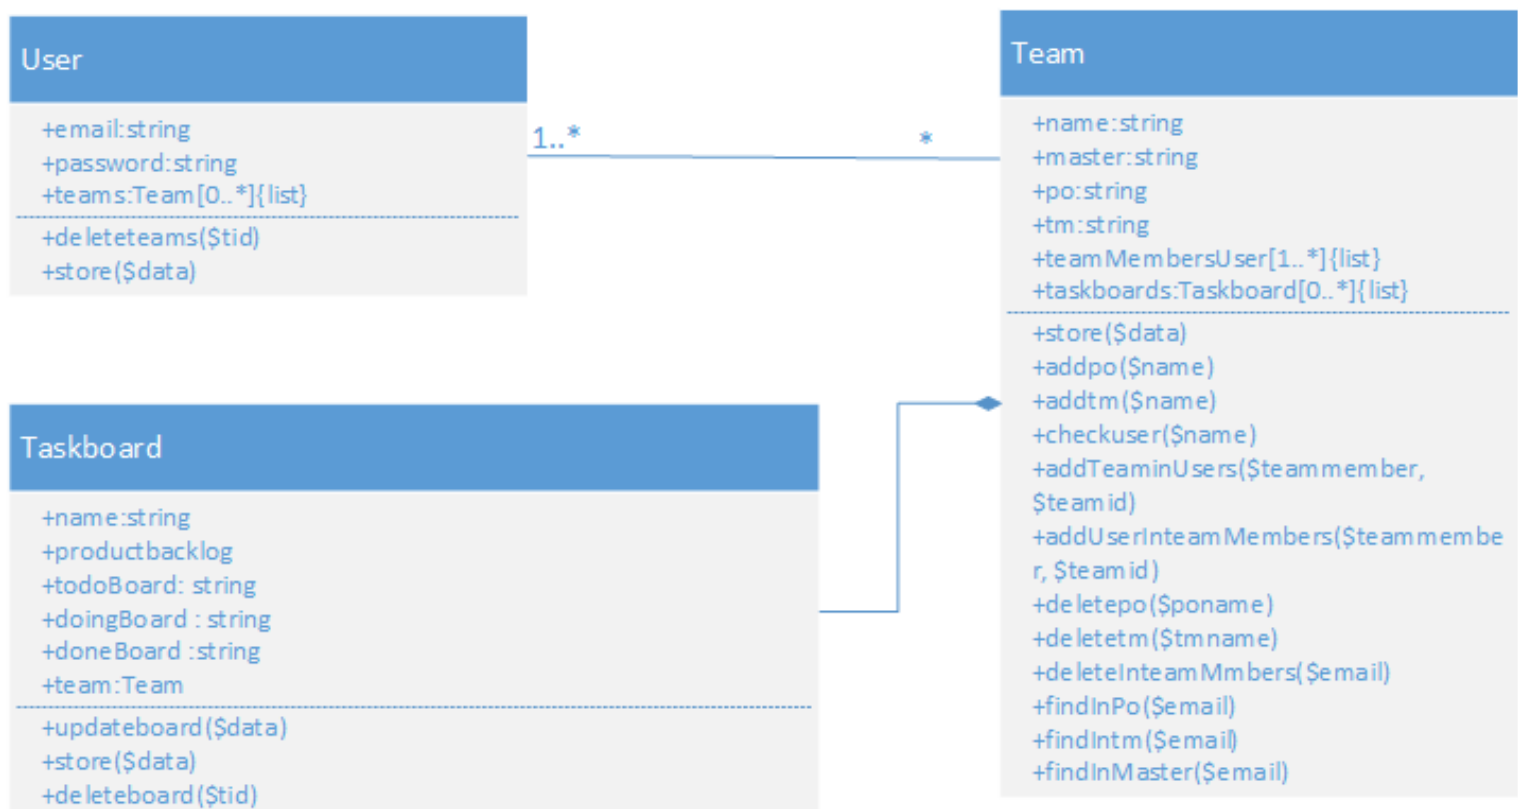 User
+email:string
+password:string
+teams:Team[0..*]{list}
+deleteteams($tid)
+store($data)
1..*
*
Team
+name:string
+master:string
+po:string
+tm:string
+teamMembersUser[1..*]{list}
+taskboards:Taskboard[0..*]{list}
+store($data)
+addpo($name)
+addtm($name)
+checkuser($name)
+addTeaminUsers($teammember,
$teamid)
+addUserInteamMembers($teammembe
r, $teamid)
+deletepo($poname)
+deletetm($tmname)
+deleteInteamMmbers($email)
+findInPo($email)
+findIntm($email)
+findInMaster($email)
Taskboard
+name:string
+productbacklog
+todoBoard: string
+doingBoard : string
+doneBoard :string
+team:Team
+updateboard($data)
+store($data)
+deleteboard($tid)